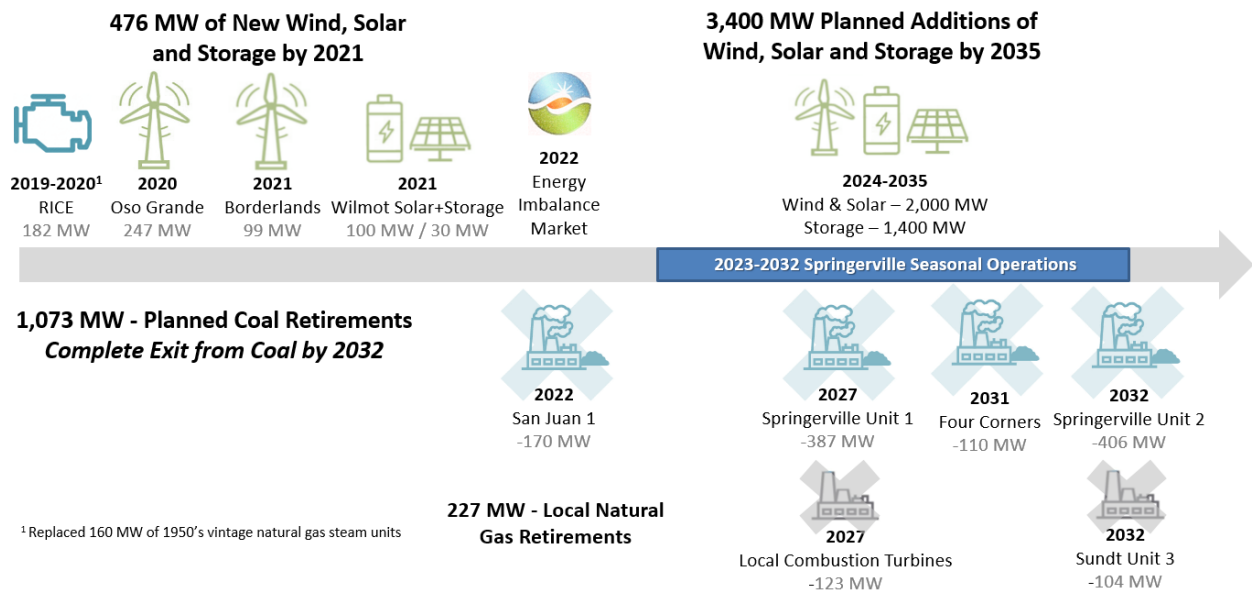 476 MW of New Wind, Solar
and Storage by 2021
3,400 MW Planned Additions of
Wind, Solar and Storage by 2035
2019-2020¹
RICE
182 MW
2020
Oso Grande
247 MW
2021
Borderlands
99 MW
2021
Wilmot Solar+Storage
100 MW / 30 MW
2022
Energy
Imbalance
Market
2024-2035
Wind & Solar – 2,000 MW
Storage – 1,400 MW
2023-2032 Springerville Seasonal Operations
1,073 MW - Planned Coal Retirements
Complete Exit from Coal by 2032
2022
San Juan 1
-170 MW
2027
Springerville Unit 1
-387 MW
2031
Four Corners
-110 MW
2032
Springerville Unit 2
-406 MW
227 MW - Local Natural
Gas Retirements
2027
Local Combustion Turbines
-123 MW
2032
Sundt Unit 3
-104 MW
¹ Replaced 160 MW of 1950's vintage natural gas steam units